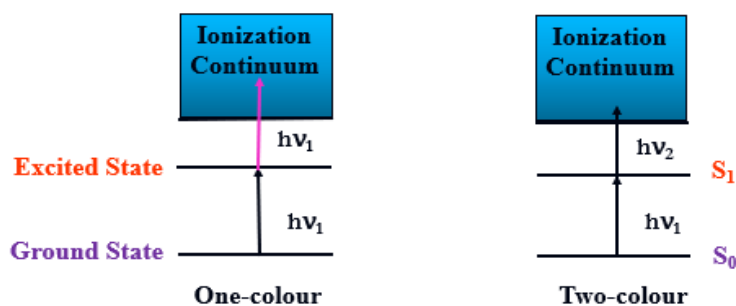 Ionization
Continuum
hν₁
Excited State
hν₁
Ground State
One-colour
Ionization
Continuum
hν₂
S₁
hν₁
S₀
Two-colour